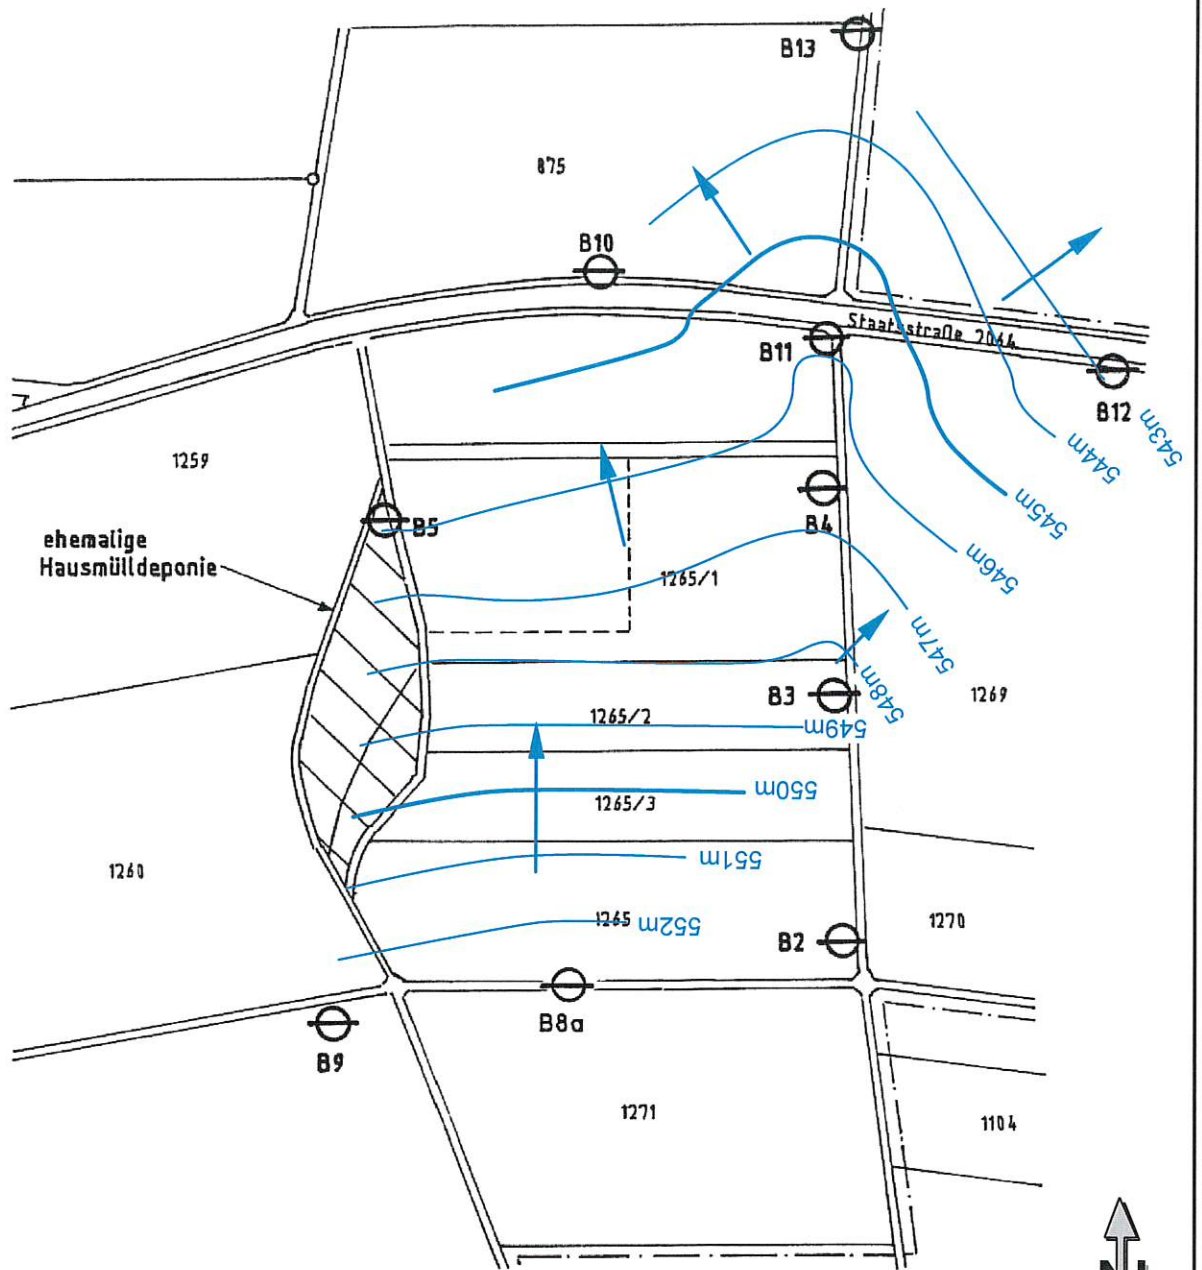 B13
875
B10
Staatsstraße 2064
B11
B12
543m
544m
545m
546m
1259
B5
B4
ehemalige
Hausmülldeponie
1265/1
547m
548m
B3
1269
1265/2
549m
550m
1265/3
551m
1260
1265
552m
B2
1270
B8a
B9
1271
1104
N